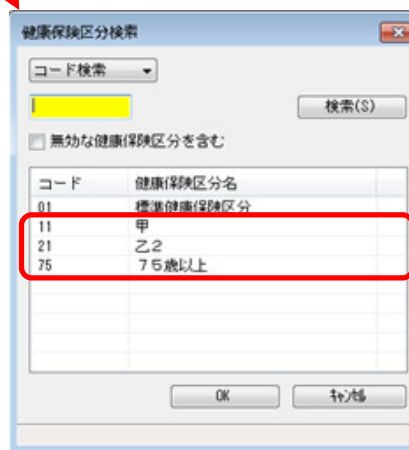 健康保険区分検索
コード検索
検索(S)
無効な健康保険区分を含む
コード 健康保険区分名
01 標準健康保険区分
11 甲
21 乙2
75 75歳以上
OK キャンセル